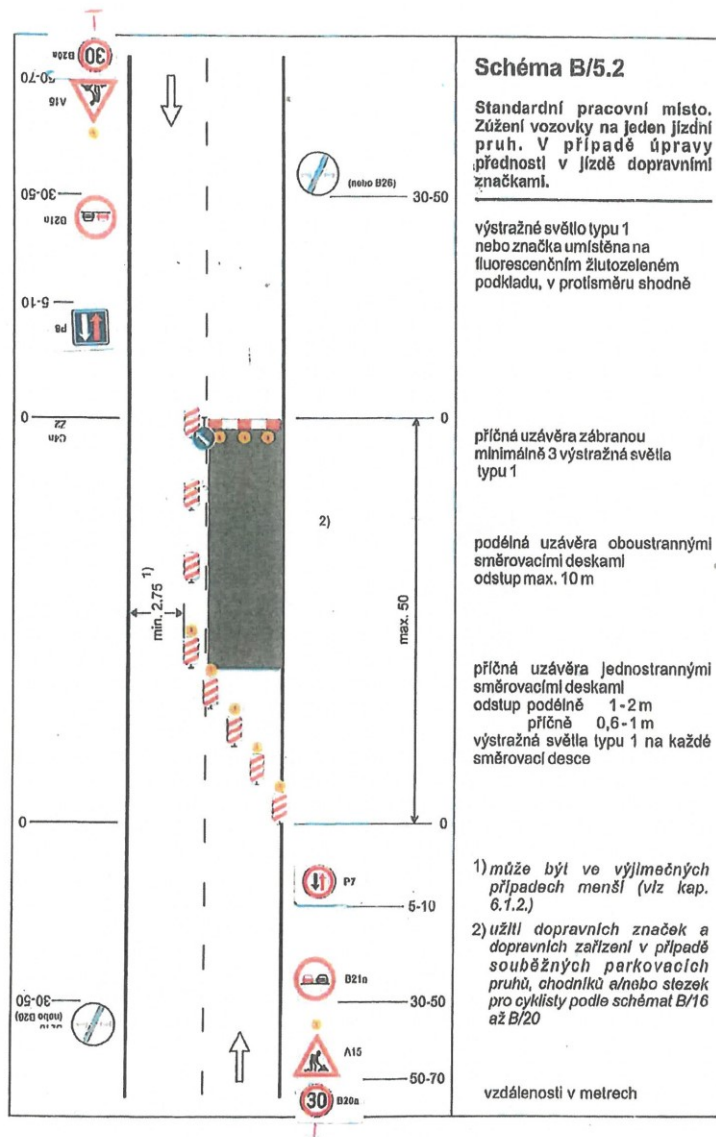 Schéma B/5.2
Standardní pracovní místo.
Zúžení vozovky na jeden jízdní
pruh. V případě úpravy
přednosti v jízdě dopravními
značkami.
výstražné světlo typu 1
nebo značka umístěna na
fluorescenčním žlutozeleném
podkladu, v protisměru shodně
příčná uzávěra zábranou
minimálně 3 výstražná světla
typu 1
podélná uzávěra oboustrannými
směrovacími deskami
odstup max. 10 m
příčná uzávěra jednostrannými
směrovacími deskami
odstup podélně 1-2 m
příčně 0,6-1 m
výstražná světla typu 1 na každé
směrovací desce
1) může být ve výjimečných
případech menší (viz kap.
6.1.2.)
2) užití dopravních značek a
dopravních zařízení v případě
souběžných parkovacích
pruhů, chodníků a/nebo stezek
pro cyklisty podle schémat B/16
až B/20
vzdálenosti v metrech
30
B20a
50-70
A15
30-50
B21a
5-10
P8
0
Z2
C4a
0
30-50
(nebo B26)
(nebo B26)
30-50
0
2)
min. 2.75 1)
max. 50
0
P7
5-10
B21a
30-50
A15
50-70
30
B20a